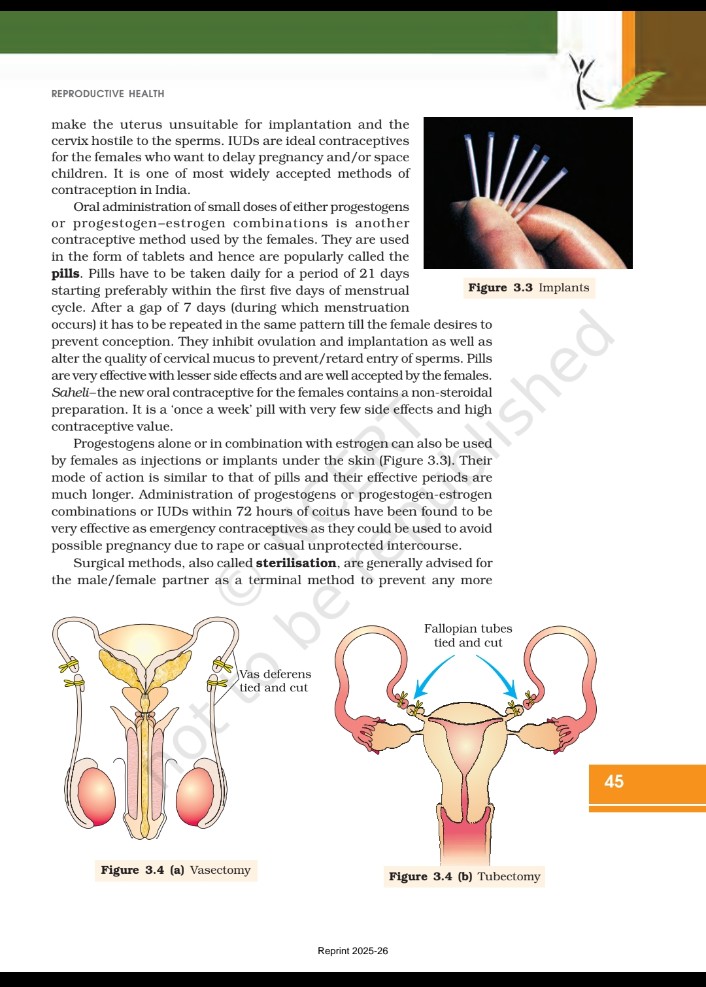 REPRODUCTIVE HEALTH
make the uterus unsuitable for implantation and the
cervix hostile to the sperms. IUDs are ideal contraceptives
for the females who want to delay pregnancy and/or space
children. It is one of most widely accepted methods of
contraception in India.
Oral administration of small doses of either progestogens
or progestogen–estrogen combinations is another
contraceptive method used by the females. They are used
in the form of tablets and hence are popularly called the
pills. Pills have to be taken daily for a period of 21 days
starting preferably within the first five days of menstrual
cycle. After a gap of 7 days (during which menstruation
occurs) it has to be repeated in the same pattern till the female desires to
prevent conception. They inhibit ovulation and implantation as well as
alter the quality of cervical mucus to prevent/retard entry of sperms. Pills
are very effective with lesser side effects and are well accepted by the females.
Saheli–the new oral contraceptive for the females contains a non-steroidal
preparation. It is a ‘once a week’ pill with very few side effects and high
contraceptive value.
Figure 3.3 Implants
Progestogens alone or in combination with estrogen can also be used
by females as injections or implants under the skin (Figure 3.3). Their
mode of action is similar to that of pills and their effective periods are
much longer. Administration of progestogens or progestogen-estrogen
combinations or IUDs within 72 hours of coitus have been found to be
very effective as emergency contraceptives as they could be used to avoid
possible pregnancy due to rape or casual unprotected intercourse.
Surgical methods, also called sterilisation, are generally advised for
the male/female partner as a terminal method to prevent any more
Vas deferens
tied and cut
Figure 3.4 (a) Vasectomy
Fallopian tubes
tied and cut
Figure 3.4 (b) Tubectomy
45
© NCERT
not to be republished
Reprint 2025-26